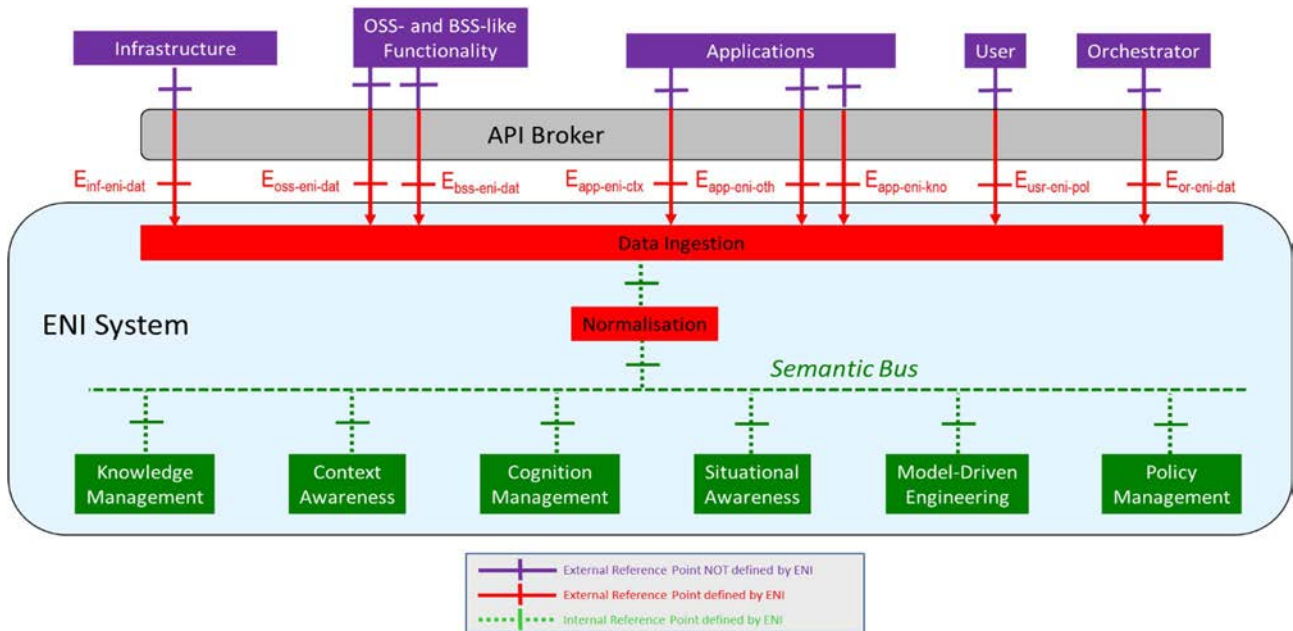 Infrastructure
OSS- and BSS-like
Functionality
Applications
User
Orchestrator
API Broker
Einf-eni-dat
Eoss-eni-dat
Ebss-eni-dat
Eapp-eni-ctx
Eapp-eni-oth
Eapp-eni-kno
Eusr-eni-pol
Eor-eni-dat
Data Ingestion
Normalisation
ENI System
Semantic Bus
Knowledge
Management
Context
Awareness
Cognition
Management
Situational
Awareness
Model-Driven
Engineering
Policy
Management
External Reference Point NOT defined by ENI
External Reference Point defined by ENI
Internal Reference Point defined by ENI